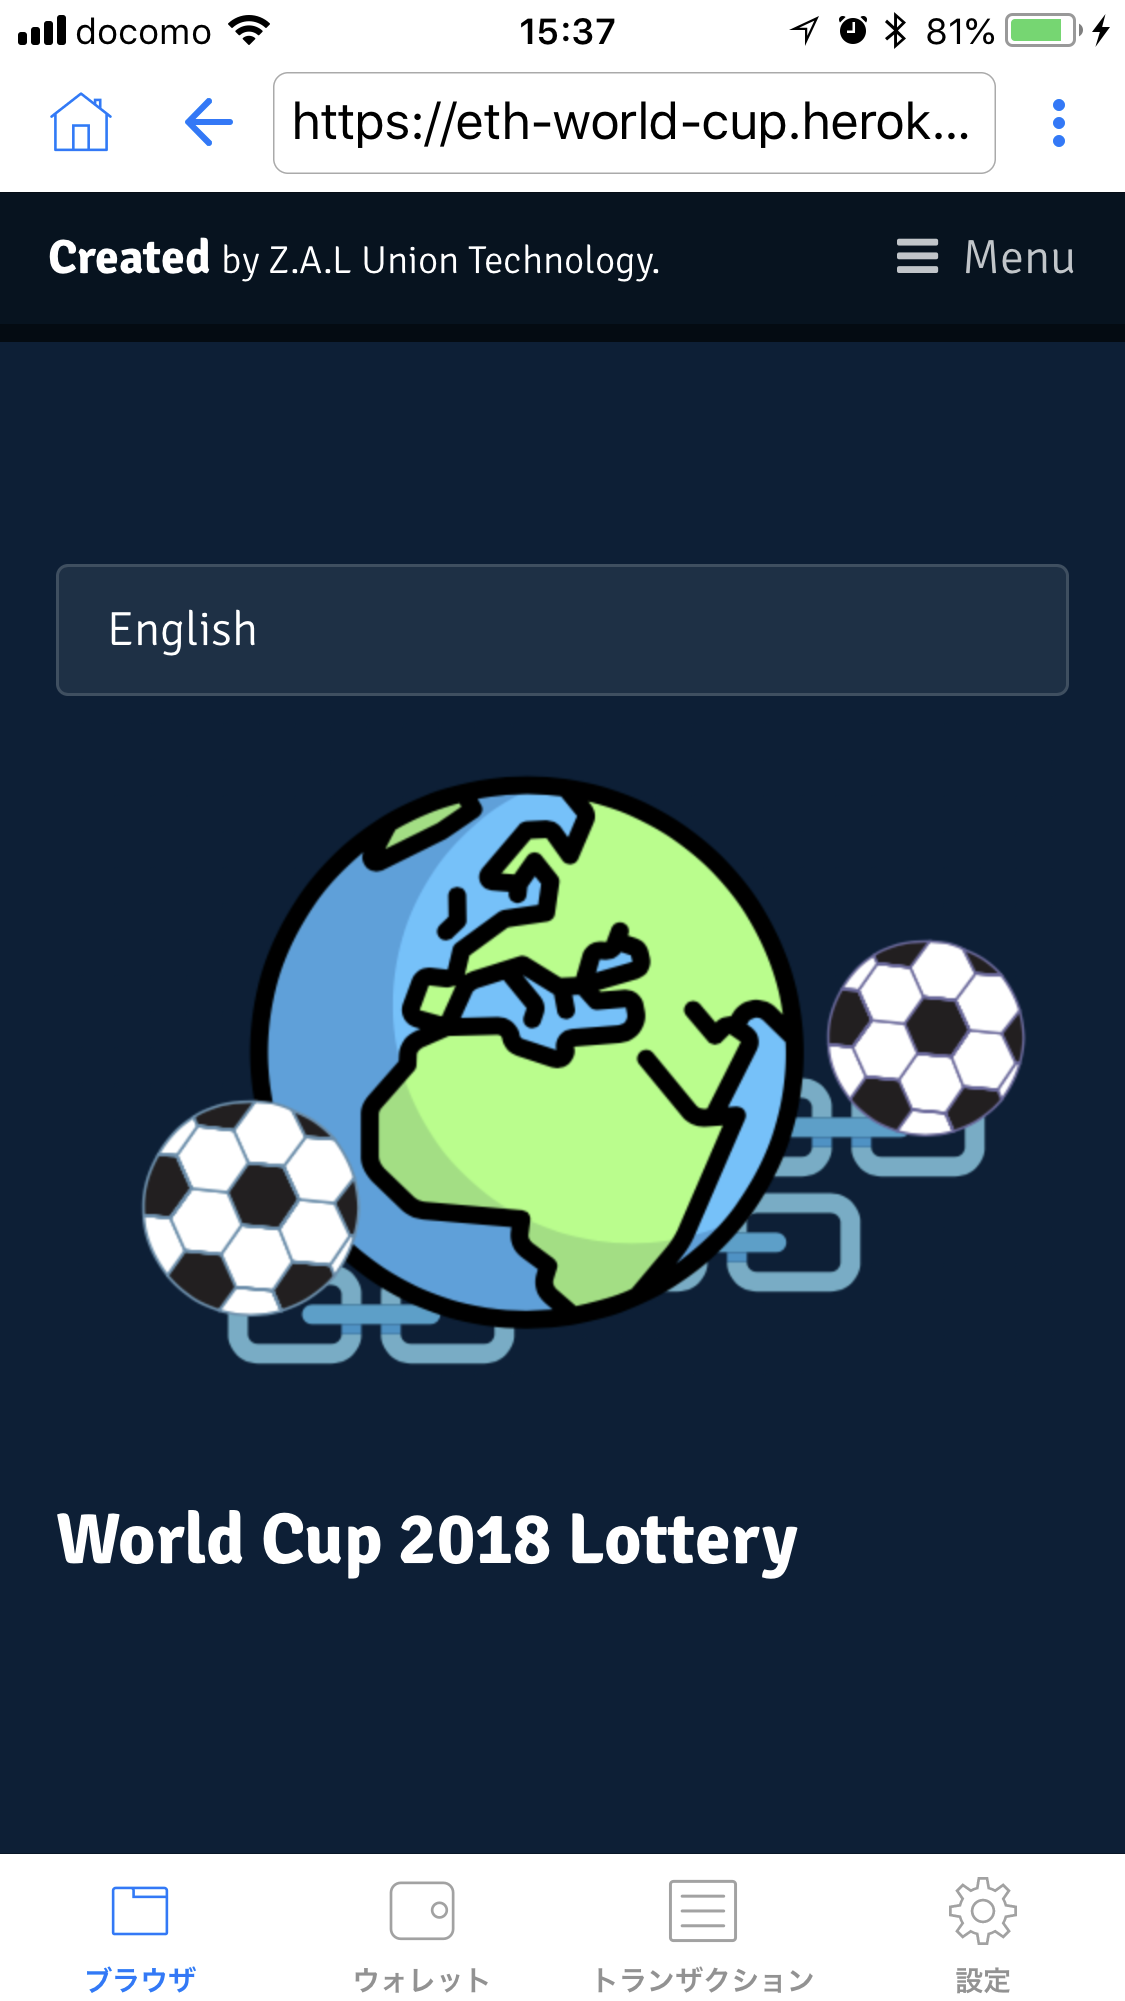 docomo 15:37 81%
https://eth-world-cup.herok...
Created by Z.A.L Union Technology. Menu
English
World Cup 2018 Lottery
ブラウザ ウォレット トランザクション 設定